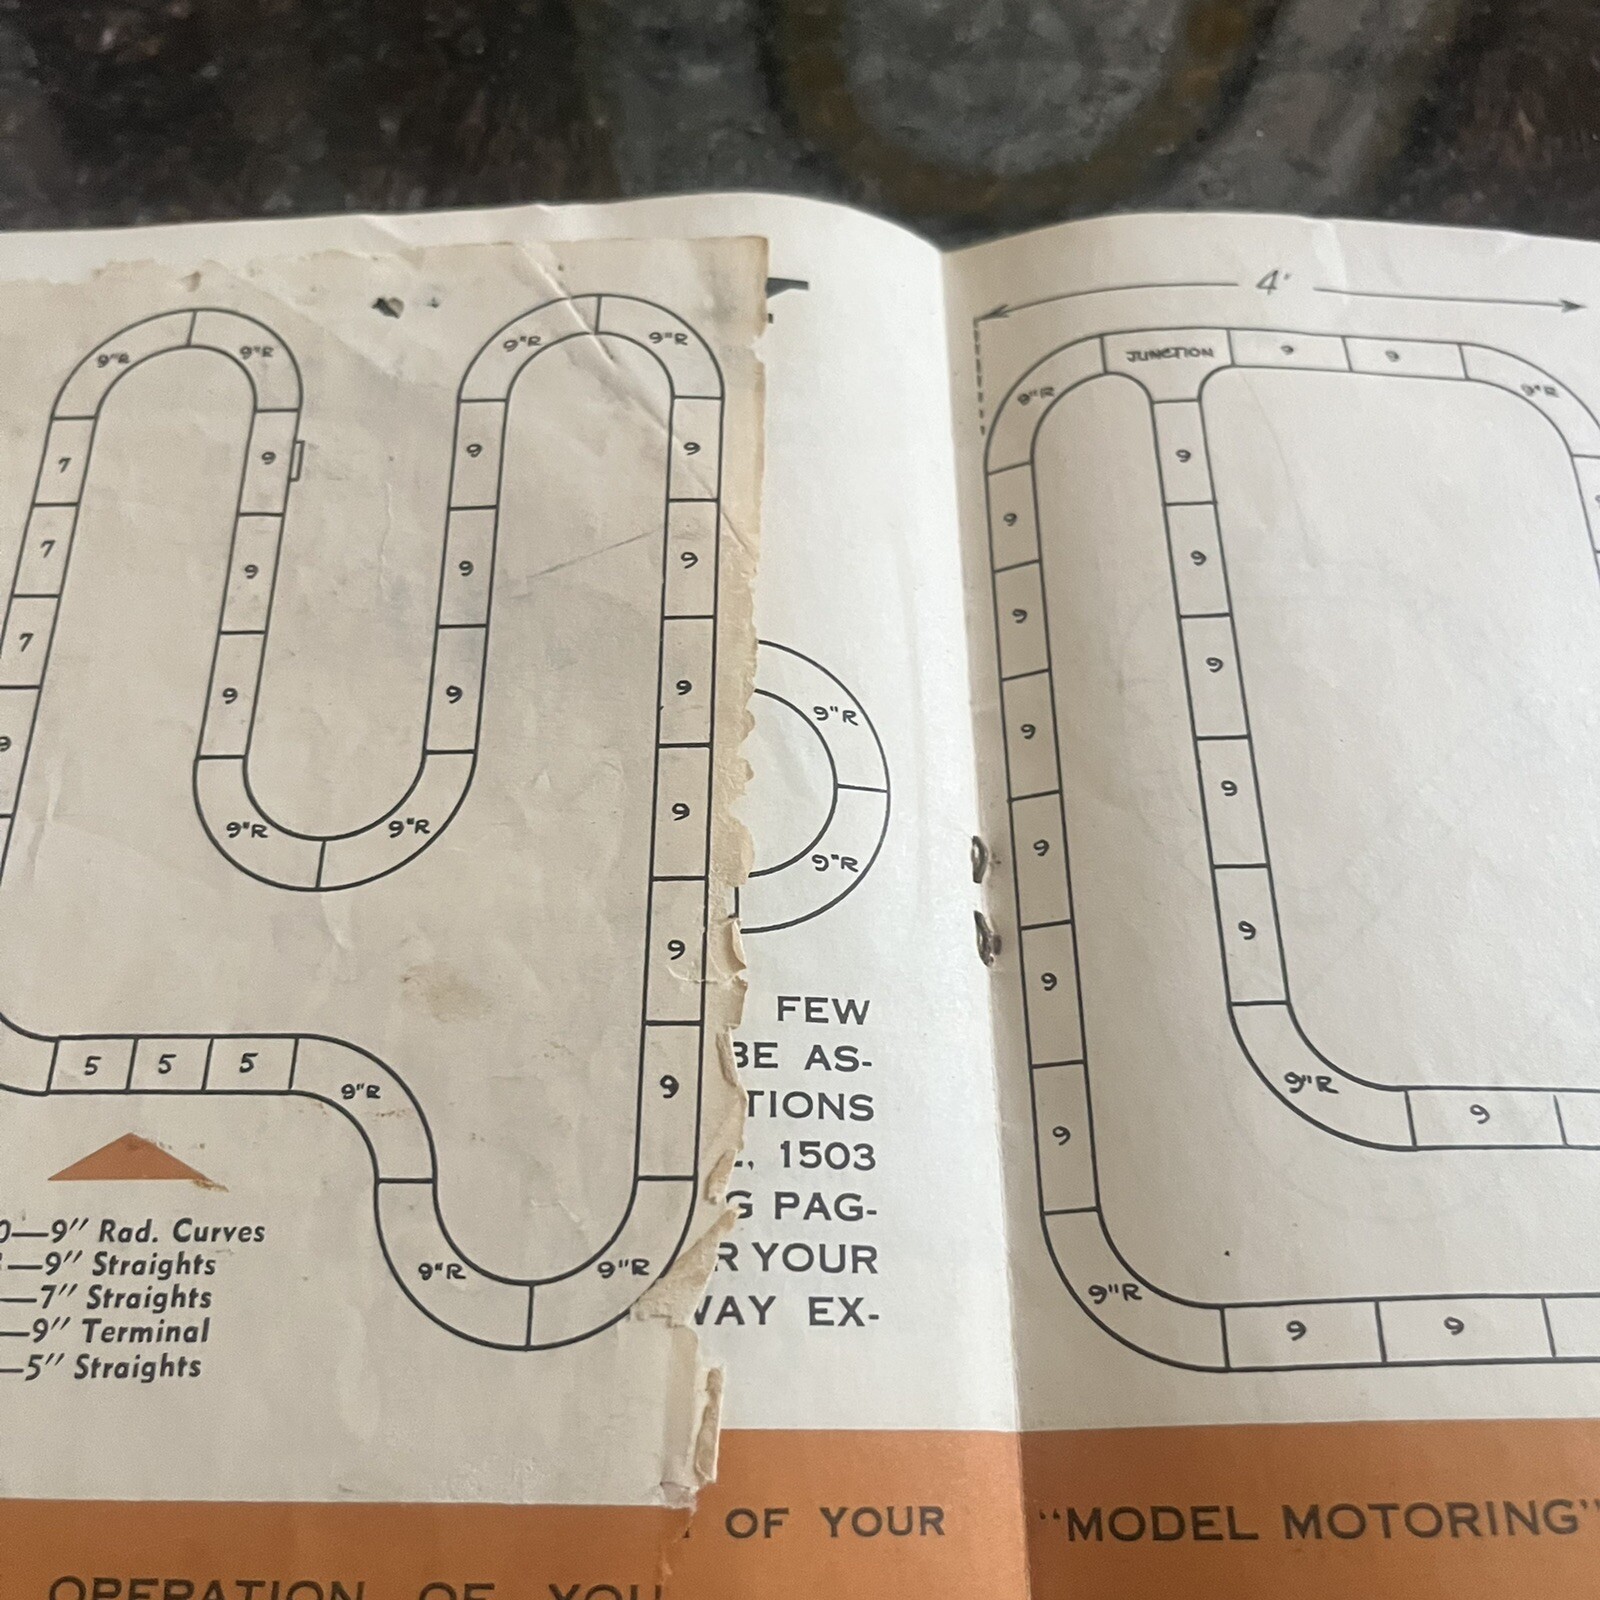 9"R
9"R
7
7
7
9
9
9
9
5
5
5
9"R
9"R
9"R
9"R
9
9
9
9"R
9"R
9
9
9
9
9
9
9"R
9"R
9" Rad. Curves
—9" Straights
—7" Straights
—9" Terminal
—5" Straights
OPERATION OF
9"R
9"R
FEW
BE AS-
TIONS
1503
PAG-
YOUR
WAY EX-
OF YOUR
4'
9"R
JUNCTION
9
9
9"R
9
9
9
9
9
9
9
9
9
9
9
9"R
9
9"R
9
9
"MODEL MOTORING"